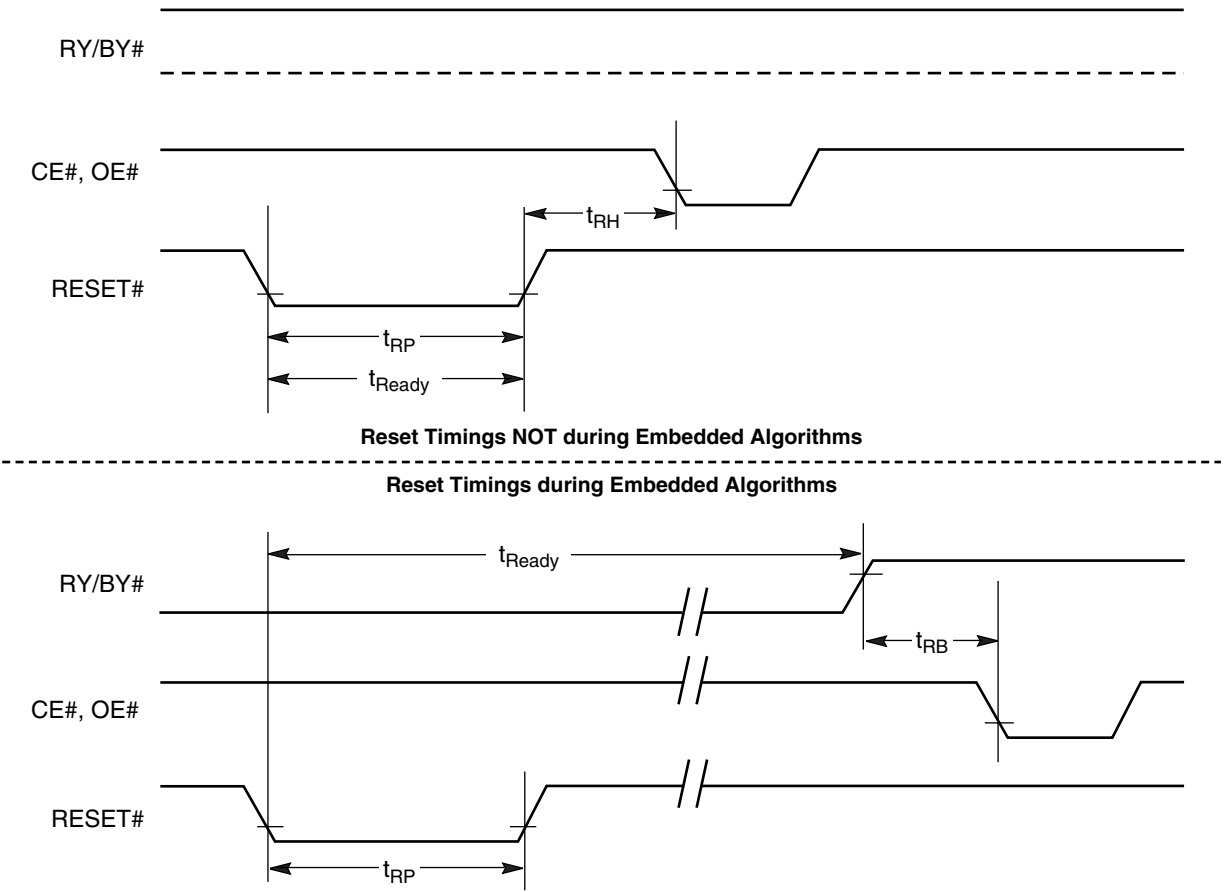 RY/BY#
CE#, OE#
tRH
RESET#
tRP
tReady
Reset Timings NOT during Embedded Algorithms
Reset Timings during Embedded Algorithms
tReady
RY/BY#
tRB
CE#, OE#
RESET#
tRP